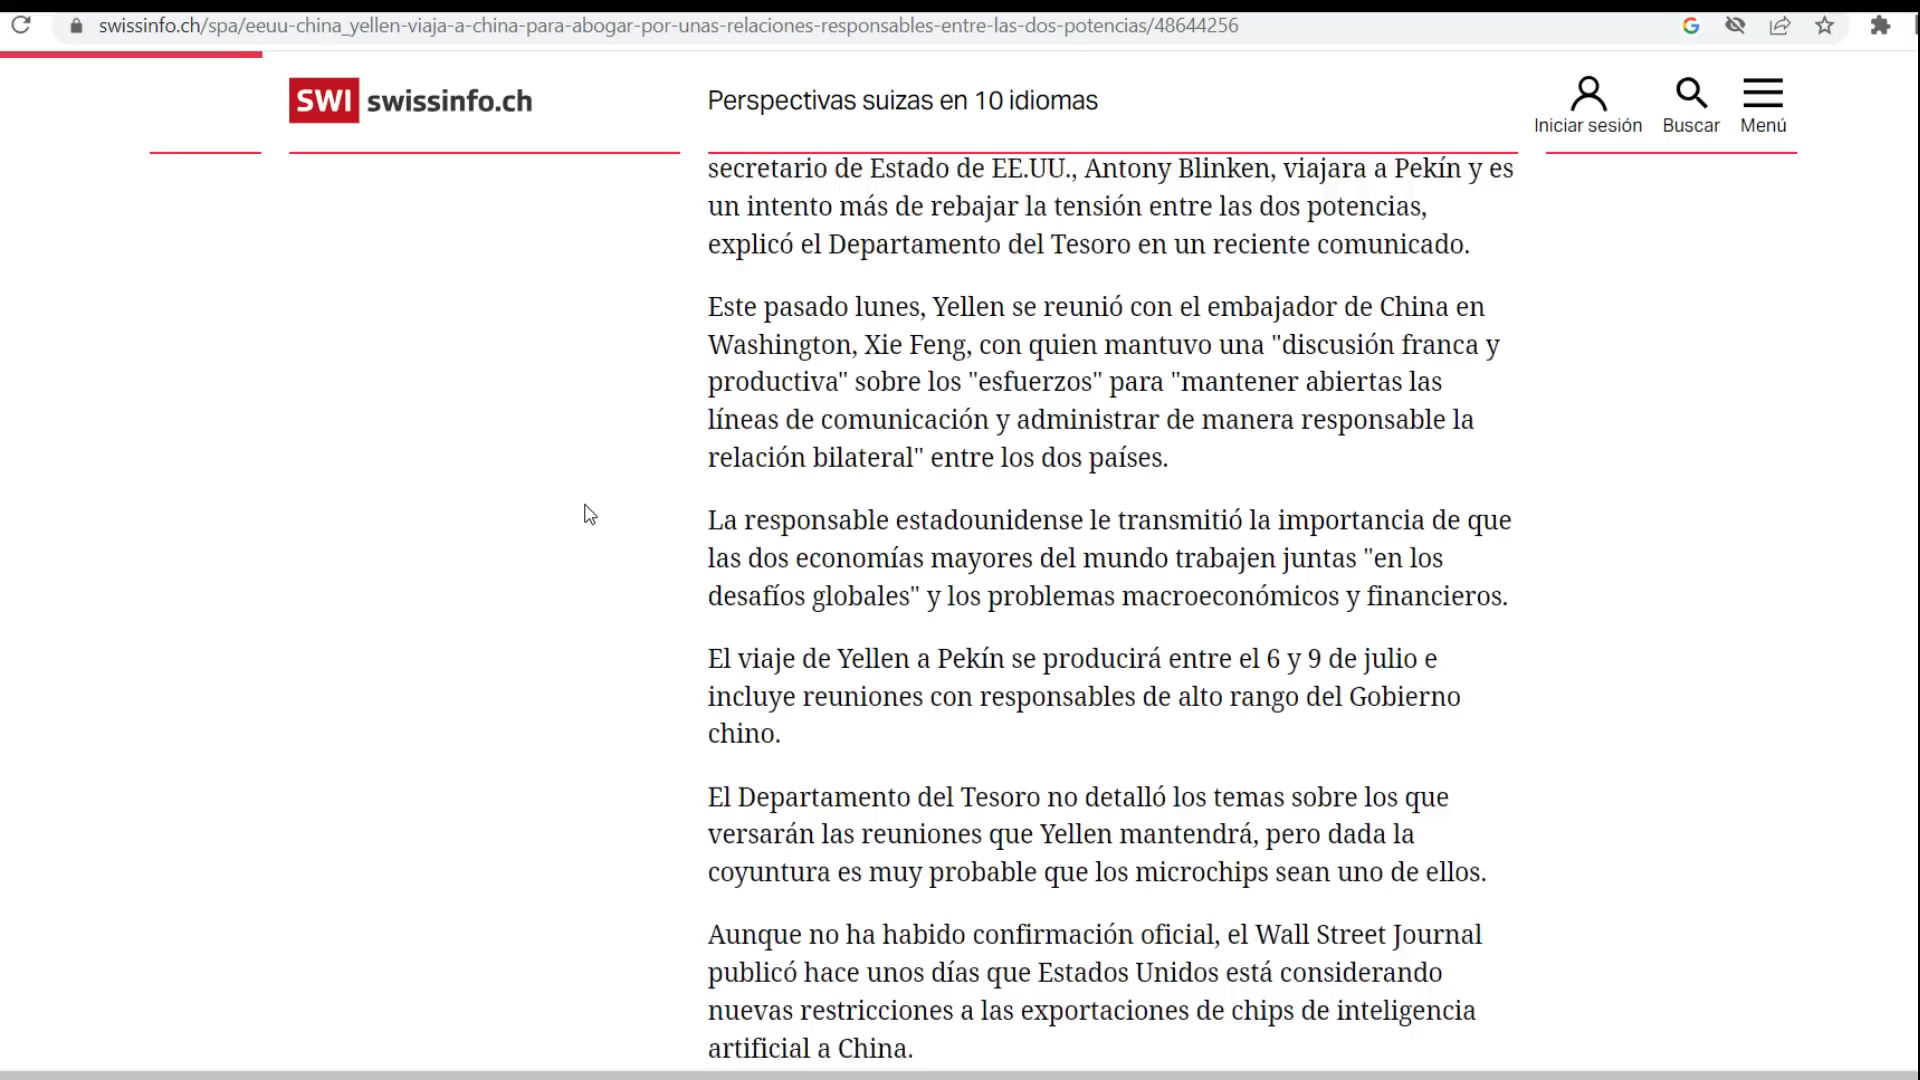 swissinfo.ch/spa/eeuu-china_yellen-viaja-a-china-para-abogar-por-unas-relaciones-responsables-entre-las-dos-potencias/48644256
SWI swissinfo.ch
Perspectivas suizas en 10 idiomas
Iniciar sesión
Buscar
Menú
secretario de Estado de EE.UU., Antony Blinken, viajara a Pekín y es
un intento más de rebajar la tensión entre las dos potencias,
explicó el Departamento del Tesoro en un reciente comunicado.
Este pasado lunes, Yellen se reunió con el embajador de China en
Washington, Xie Feng, con quien mantuvo una "discusión franca y
productiva" sobre los "esfuerzos" para "mantener abiertas las
líneas de comunicación y administrar de manera responsable la
relación bilateral" entre los dos países.
La responsable estadounidense le transmitió la importancia de que
las dos economías mayores del mundo trabajen juntas "en los
desafíos globales" y los problemas macroeconómicos y financieros.
El viaje de Yellen a Pekín se producirá entre el 6 y 9 de julio e
incluye reuniones con responsables de alto rango del Gobierno
chino.
El Departamento del Tesoro no detalló los temas sobre los que
versarán las reuniones que Yellen mantendrá, pero dada la
coyuntura es muy probable que los microchips sean uno de ellos.
Aunque no ha habido confirmación oficial, el Wall Street Journal
publicó hace unos días que Estados Unidos está considerando
nuevas restricciones a las exportaciones de chips de inteligencia
artificial a China.